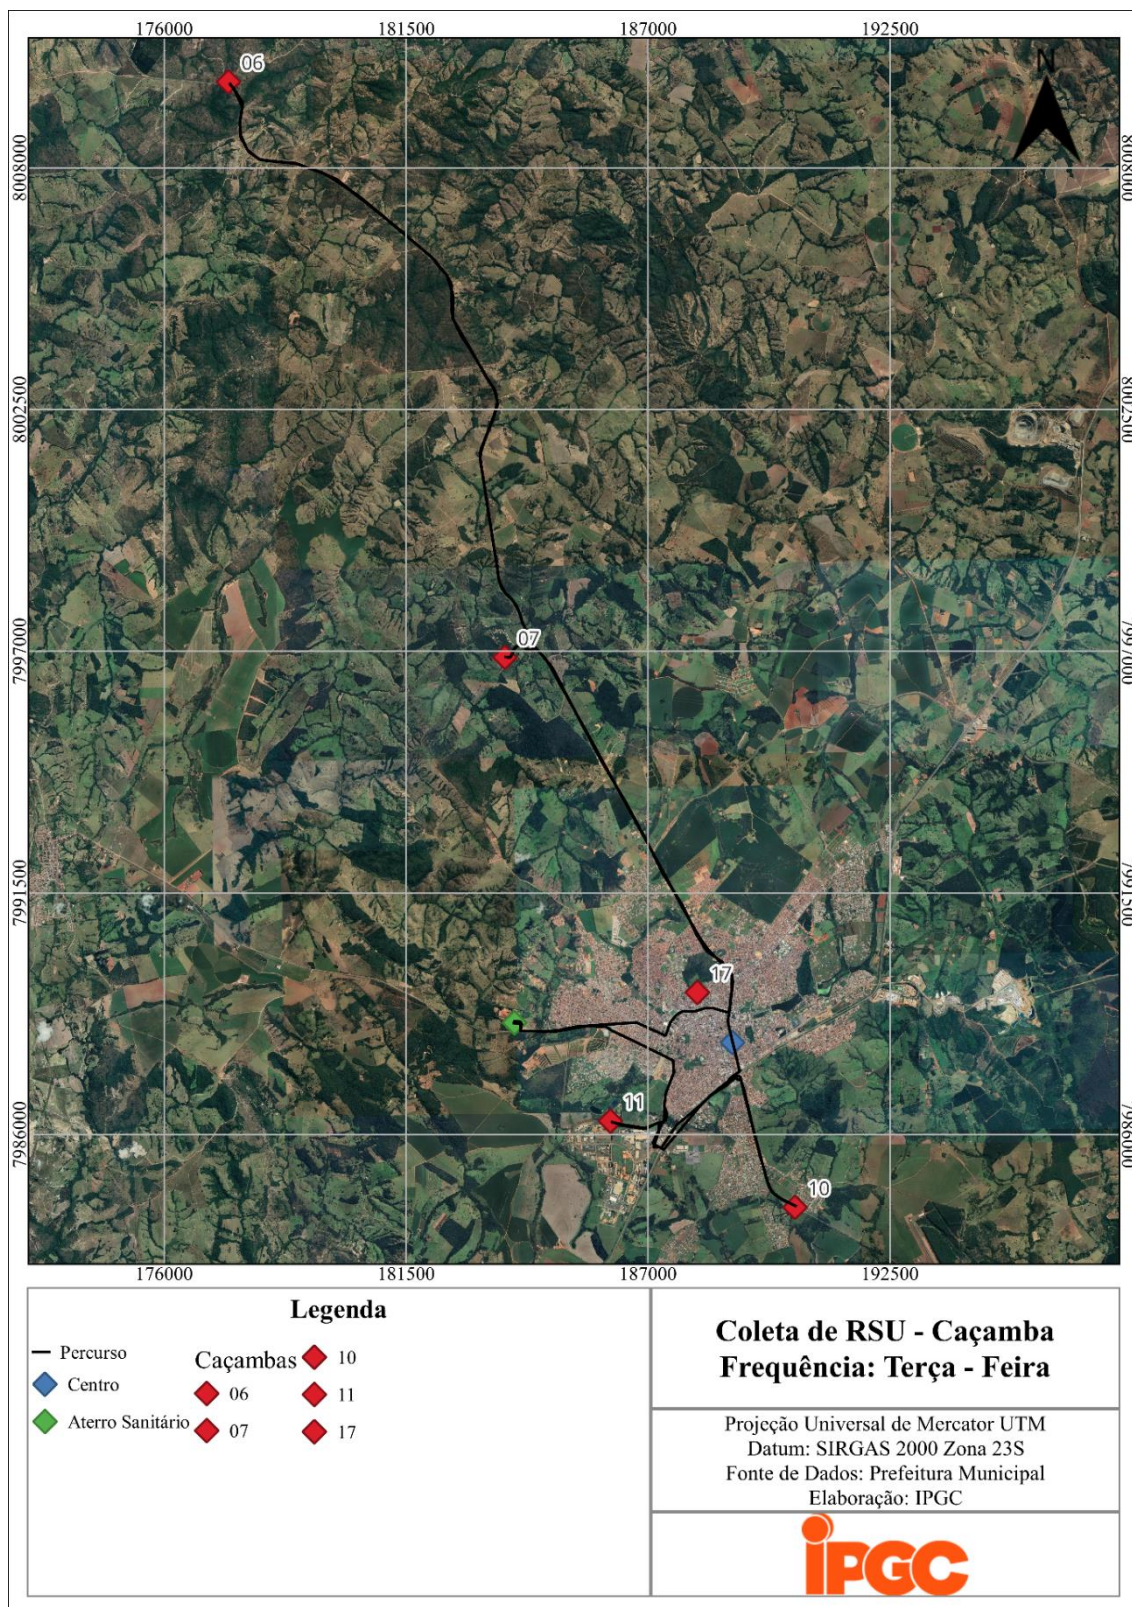 176000 181500 187000 192500
06
N
8008000 8008000
8002500 8002500
07
7997000 7997000
7991500 7991500
17
11
7986000 7986000
10
176000 181500 187000 192500
Legenda
Percurso
Centro
Aterro Sanitário
Caçambas
06
07
10
11
17
Coleta de RSU - Caçamba
Frequência: Terça - Feira
Projeção Universal de Mercator UTM
Datum: SIRGAS 2000 Zona 23S
Fonte de Dados: Prefeitura Municipal
Elaboração: IPGC
iPGC